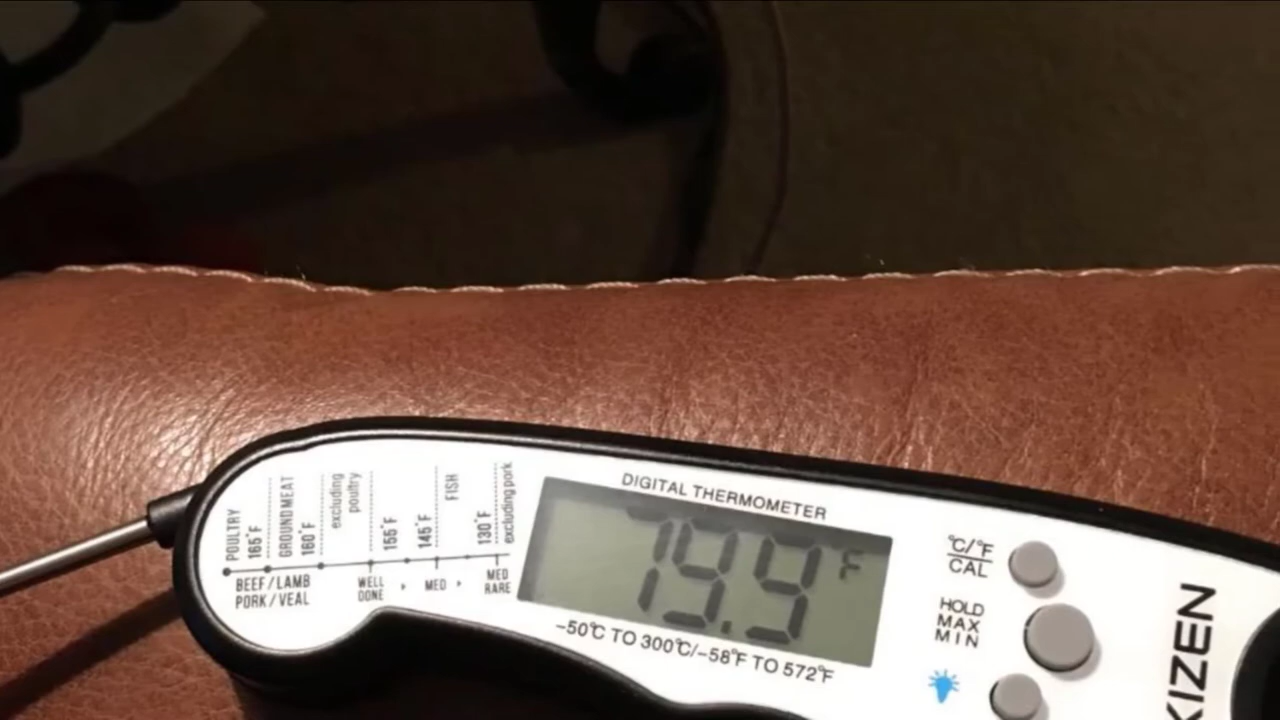 POULTRY
165°F
GROUND MEAT
160°F
excluding
poultry
155°F
145°F
FISH
130°F
excluding pork
BEEF/LAMB
PORK/VEAL
WELL
DONE
MED
MED
RARE
DIGITAL THERMOMETER
79.9°F
-50°C TO 300°C/-58°F TO 572°F
°C/°F
CAL
HOLD
MAX
MIN
KIZEN